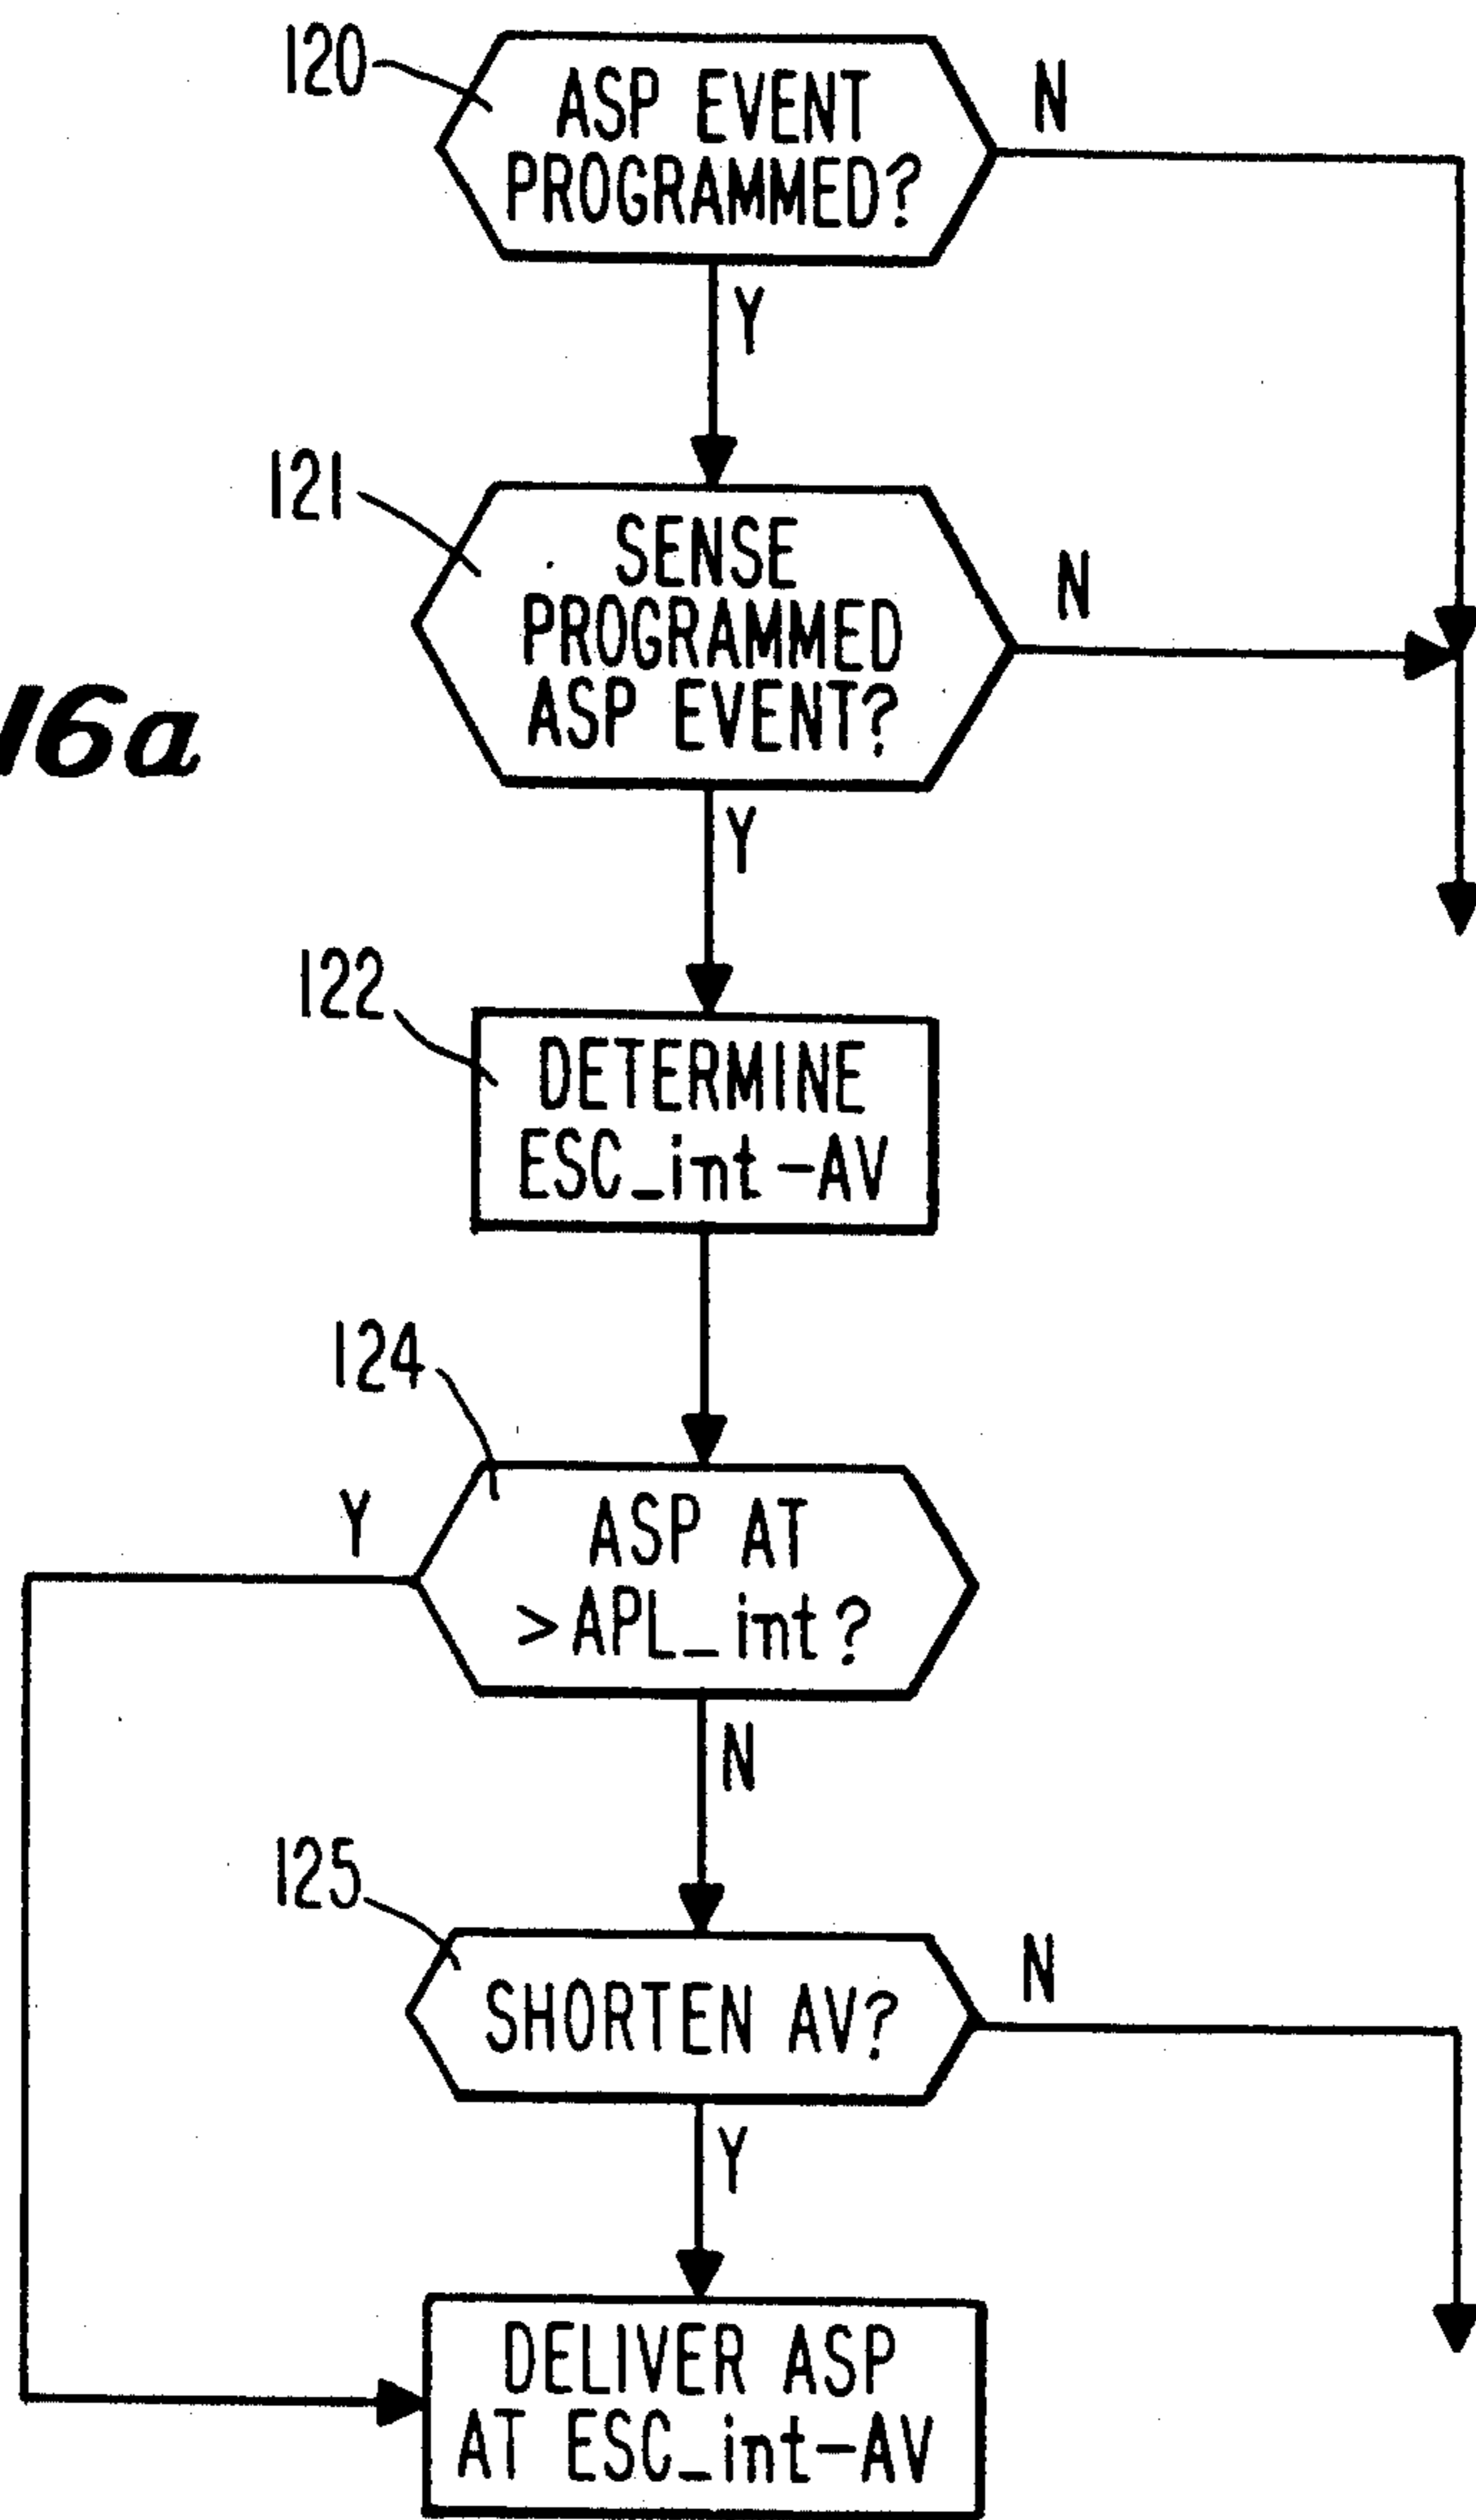 120
ASP EVENT
PROGRAMMED?
N
Y
121
SENSE
PROGRAMMED
ASP EVENT?
N
16a
Y
122
DETERMINE
ESC_int-AV
124
Y
ASP AT
>APL_int?
N
125
SHORTEN AV?
N
Y
DELIVER ASP
AT ESC_int-AV